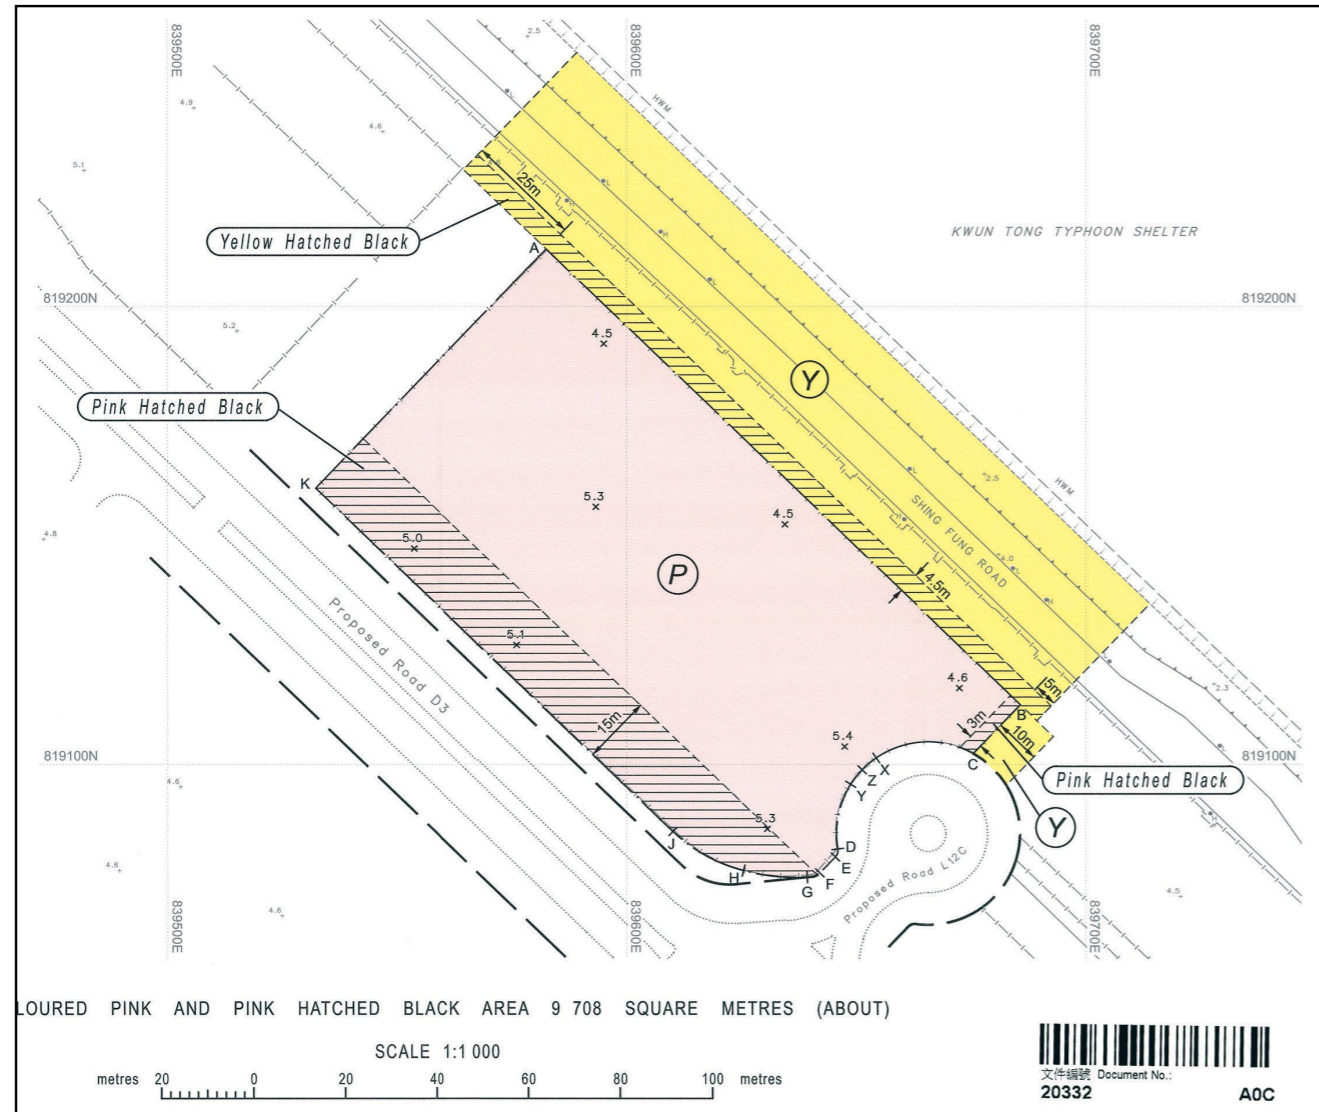 839500E
839600E
839700E
2.5
4.9
4.6
5.1
HWM
25m
Yellow Hatched Black
KWUN TONG TYPHOON SHELTER
A
819200N
819200N
5.2
4.5
Y
Pink Hatched Black
K
HWM
2.5
5.3
4.5
SHING FUNG ROAD
4.8
5.0
P
4.5m
Proposed Road D3
5.1
4.6
5m
2.3
B
15m
3m
10m
5.4
819100N
C
819100N
X
Z
Y
Pink Hatched Black
4.6
5.3
Y
J
D
E
4.6
H
G
F
Proposed Road L12C
4.5
4.6
839500E
839600E
839700E
LOURED PINK AND PINK HATCHED BLACK AREA 9 708 SQUARE METRES (ABOUT)
SCALE 1:1 000
metres 20 0 20 40 60 80 100 metres
文件編號 Document No.:
20332 A0C